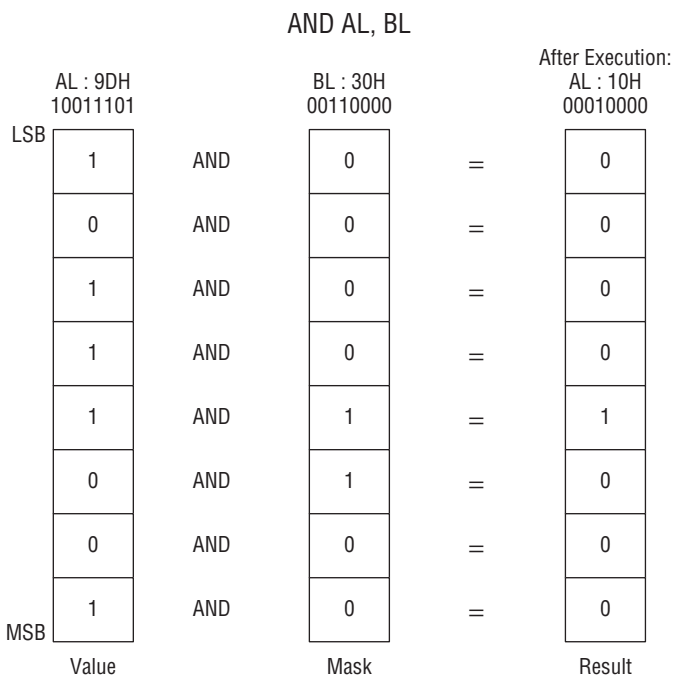 AND AL, BL
After Execution:
AL : 9DH BL : 30H AL : 10H
10011101 00110000 00010000
LSB
1 AND 0 = 0
0 AND 0 = 0
1 AND 0 = 0
1 AND 0 = 0
1 AND 1 = 1
0 AND 1 = 0
0 AND 0 = 0
1 AND 0 = 0
MSB
Value Mask Result